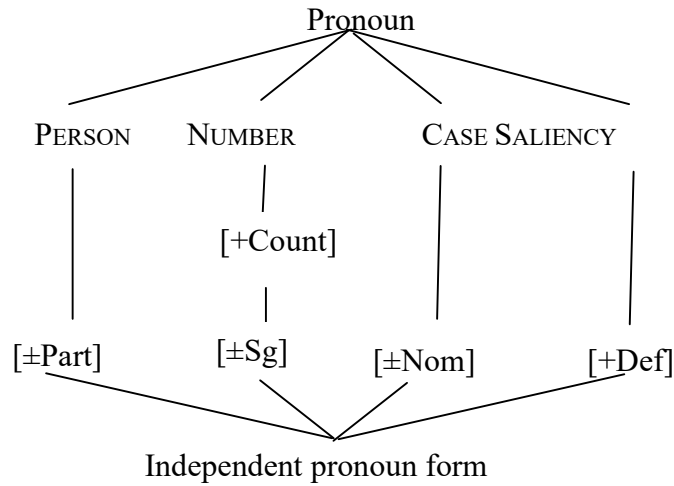 Pronoun
PERSON NUMBER CASE SALIENCY
[+Count]
[±Part] [±Sg] [±Nom] [+Def]
Independent pronoun form